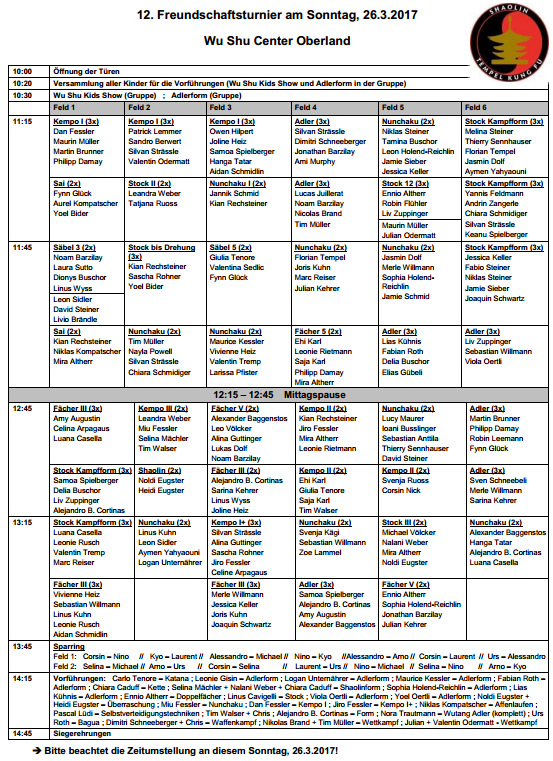 12. Freundschaftsturnier am Sonntag, 26.3.2017
Wu Shu Center Oberland
SHAOLIN
TEMPEL KUNG FU
10:00 Öffnung der Türen
10:20 Versammlung aller Kinder für die Vorführungen (Wu Shu Kids Show und Adlerform in der Gruppe)
10:30 Wu Shu Kids Show (Gruppe) ; Adlerform (Gruppe)
Feld 1 Feld 2 Feld 3 Feld 4 Feld 5 Feld 6
11:15
Kempo I (3x)
Dan Fessler
Maurin Müller
Martin Brunner
Philipp Damay
Kempo I (3x)
Patrick Lemmer
Sandro Berwert
Silvan Strässle
Valentin Odermatt
Kempo I (3x)
Owen Hilpert
Joline Heiz
Samoa Spielberger
Hanga Tatar
Aidan Schmidlin
Adler (3x)
Silvan Strässle
Dimitri Schneeberger
Jonathan Barzilay
Ami Murphy
Nunchaku (2x)
Niklas Steiner
Tamina Buschor
Leon Holend-Reichlin
Jamie Sieber
Jessica Keller
Stock Kampfform (3x)
Melina Steiner
Thierry Sennhauser
Florian Tempel
Jasmin Dolf
Aymen Yahyaouni
Sai (2x)
Fynn Glück
Aurel Kompatscher
Yoel Bider
Stock II (2x)
Leandra Weber
Tatjana Ruoss
Nunchaku I (2x)
Jannik Schmid
Kian Rechsteiner
Adler (3x)
Lucas Juillerat
Noam Barzilay
Nicolas Brand
Tim Müller
Stock 12 (3x)
Ennio Altherr
Robin Flühler
Liv Zuppinger
Maurin Müller
Julian Odermatt
Stock Kampfform (3x)
Yannis Feldmann
Andrin Zangerle
Chiara Schmidiger
Silvan Strässle
Keanu Spielberger
11:45
Säbel 3 (2x)
Noam Barzilay
Laura Sutto
Dionys Buschor
Linus Wyss
Leon Sidler
David Steiner
Livio Brändle
Stock bis Drehung
(3x)
Kian Rechsteiner
Sascha Rohner
Yoel Bider
Säbel 5 (2x)
Giulia Tenore
Valentina Sedlic
Fynn Glück
Nunchaku (2x)
Florian Tempel
Joris Kuhn
Marc Reiser
Julian Kehrer
Nunchaku (2x)
Jasmin Dolf
Merle Willmann
Sophia Holend-
Reichlin
Jamie Schmid
Stock Kampfform (3x)
Jessica Keller
Fabio Steiner
Niklas Steiner
Jamie Sieber
Joaquin Schwartz
Sai (2x)
Kian Rechsteiner
Niklas Kompatscher
Mira Altherr
Nunchaku (2x)
Tim Müller
Nayla Powell
Silvan Strässle
Chiara Schmidiger
Nunchaku (2x)
Maurice Kessler
Vivienne Heiz
Valentin Tremp
Larissa Pfister
Fächer 5 (2x)
Ehi Karl
Leonie Rietmann
Saja Karl
Philipp Damay
Mira Altherr
Adler (3x)
Lias Kühnis
Fabian Roth
Delia Buschor
Elias Gübeli
Adler (3x)
Liv Zuppinger
Sebastian Willmann
Viola Oertli
12:15 – 12:45 Mittagspause
12:45
Fächer III (3x)
Amy Augustin
Celina Arpagaus
Luana Casella
Kempo III (2x)
Leandra Weber
Miu Fessler
Selina Mächler
Tim Walser
Fächer V (2x)
Alexander Baggenstos
Leo Völcker
Alina Guttinger
Lukas Dolf
Noam Barzilay
Kempo II (2x)
Kian Rechsteiner
Jiro Fessler
Mira Altherr
Leonie Rietmann
Nunchaku (2x)
Lucy Maurer
Ioani Busslinger
Sebastian Anttila
Thierry Sennhauser
David Steiner
Adler (3x)
Martin Brunner
Philipp Damay
Robin Leemann
Fynn Glück
Stock Kampfform (3x)
Samoa Spielberger
Delia Buschor
Liv Zuppinger
Alejandro B. Cortinas
Shaolin (2x)
Noldi Eugster
Heidi Eugster
Fächer III (2x)
Alejandro B. Cortinas
Sarina Kehrer
Linus Wyss
Joline Heiz
Kempo II (2x)
Ehi Karl
Giulia Tenore
Saja Karl
Tim Walser
Kempo II (2x)
Svenja Ruoss
Corsin Nick
Adler (3x)
Sven Schneebeli
Merle Willmann
Sarina Kehrer
13:15
Stock Kampfform (3x)
Luana Casella
Leonie Rusch
Valentin Tremp
Marc Reiser
Nunchaku (2x)
Linus Kuhn
Leon Sidler
Aymen Yahyaouni
Logan Unternährer
Kempo I+ (3x)
Silvan Strässle
Alina Guttinger
Sascha Rohner
Jiro Fessler
Celine Arpagaus
Nunchaku (2x)
Svenja Kägi
Sebastian Willmann
Zoe Lammel
Stock III (2x)
Michael Völcker
Nalani Weber
Mira Altherr
Noldi Eugster
Nunchaku (2x)
Alexander Baggenstos
Hanga Tatar
Alejandro B. Cortinas
Luana Casella
Fächer III (3x)
Vivienne Heiz
Sebastian Willmann
Linus Kuhn
Leonie Rusch
Aidan Schmidlin
Fächer III (3x)
Merle Willmann
Jessica Keller
Joris Kuhn
Joaquin Schwartz
Adler (3x)
Samoa Spielberger
Alejandro B. Cortinas
Amy Augustin
Alexander Baggenstos
Fächer V (2x)
Ennio Altherr
Sophia Holend-Reichlin
Jonathan Barzilay
Julian Kehrer
13:45 Sparring
Feld 1: Corsin = Nino // Kyo = Laurent // Alessandro = Michael // Nino = Kyo //Alessandro = Arno // Corsin = Laurent // Urs = Alessandro
Feld 2: Selina = Michael // Arno = Urs // Corsin = Selina // Laurent = Urs // Nino = Michael // Selina = Nino // Arno = Kyo
14:15 Vorführungen: Carlo Tenore = Katana ; Leonie Gisin = Adlerform ; Logan Unternährer = Adlerform ; Maurice Kessler = Adlerform ; Fabian Roth =
Adlerform ; Chiara Caduff = Kette ; Selina Mächler + Nalani Weber + Chiara Caduff = Shaolinform ; Sophia Holend-Reichlin = Adlerform ; Lias
Kühnis = Adlerform ; Ennio Altherr = Doppelfächer ; Linus Cavigelli = Stock ; Viola Oertli = Adlerform ; Yoel Oertli = Adlerform ; Noldi Eugster +
Heidi Eugster = Überraschung ; Miu Fessler = Nunchaku ; Dan Fessler = Kempo I ; Jiro Fessler = Kempo I+ ; Niklas Kompatscher = Affenlaufen ;
Pascal Lüdi = Selbstverteidigungstechniken ; Tim Walser + Chris ; Alejandro B. Cortinas = Form ; Nora Trautmann = Wutang Adler (komplett) ; Urs
Roth = Bagua ; Dimitri Schneeberger + Chris = Waffenkampf ; Nikolas Brand + Tim Müller = Wettkampf ; Julian + Valentin Odermatt - Wettkampf
14:45 Siegerehrungen
➔ Bitte beachtet die Zeitumstellung an diesem Sonntag, 26.3.2017!